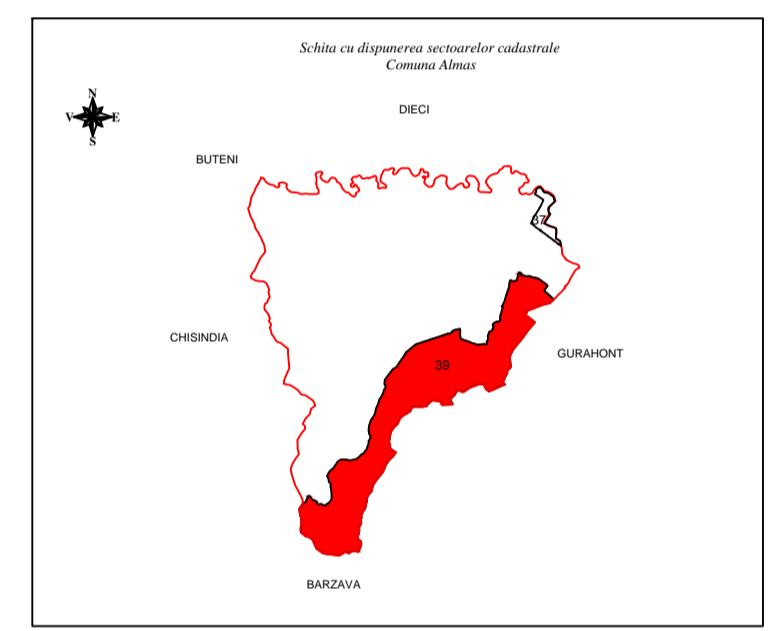 Schita cu dispunerea sectoarelor cadastrale
Comuna Almas
N
V E
S
DIECI
BUTENI
37
CHISINDIA
GURAHONT
39
BARZAVA